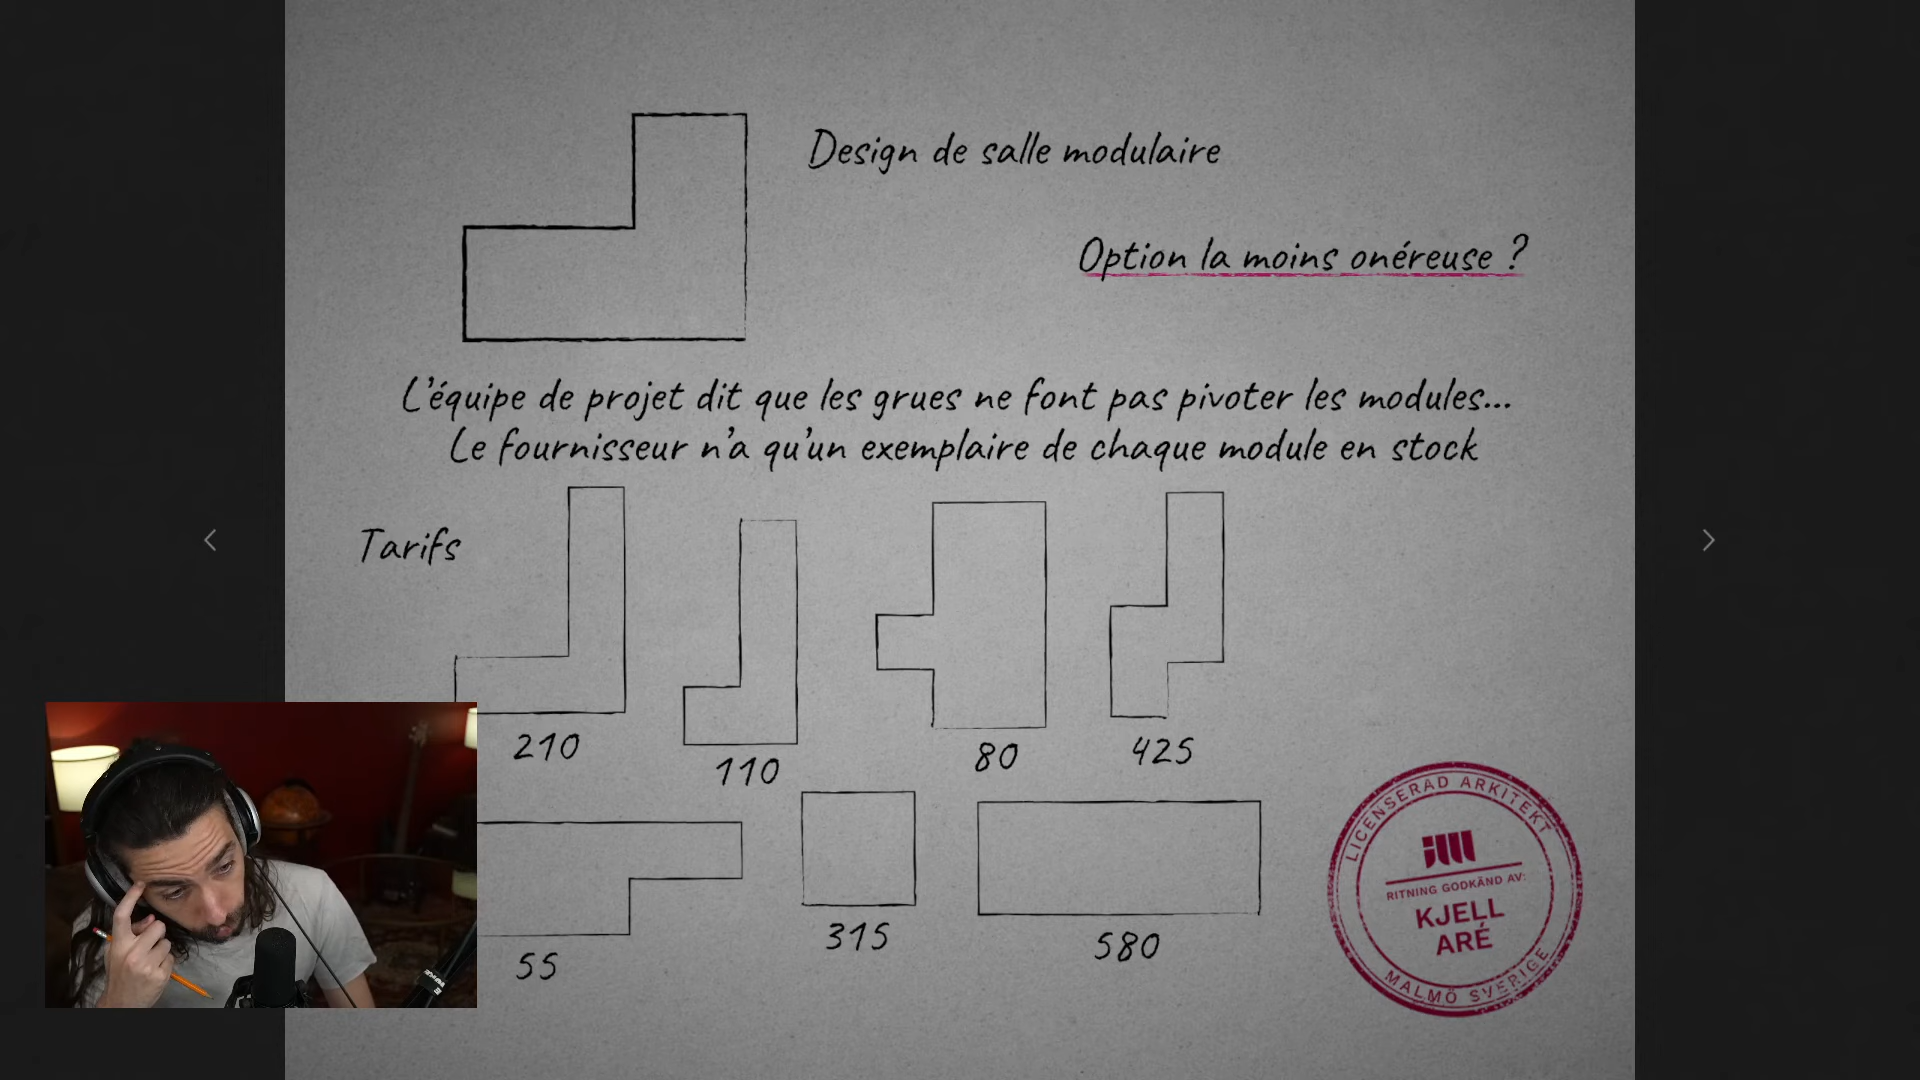 Design de salle modulaire
Option la moins onéreuse ?
L'équipe de projet dit que les grues ne font pas pivoter les modules...
Le fournisseur n'a qu'un exemplaire de chaque module en stock
Tarifs
210
110
80
425
55
315
580
LICENSERAD ARKITEKT
RITNING GODKÄND AV:
KJELL
ARÉ
MALMÖ SVERIGE